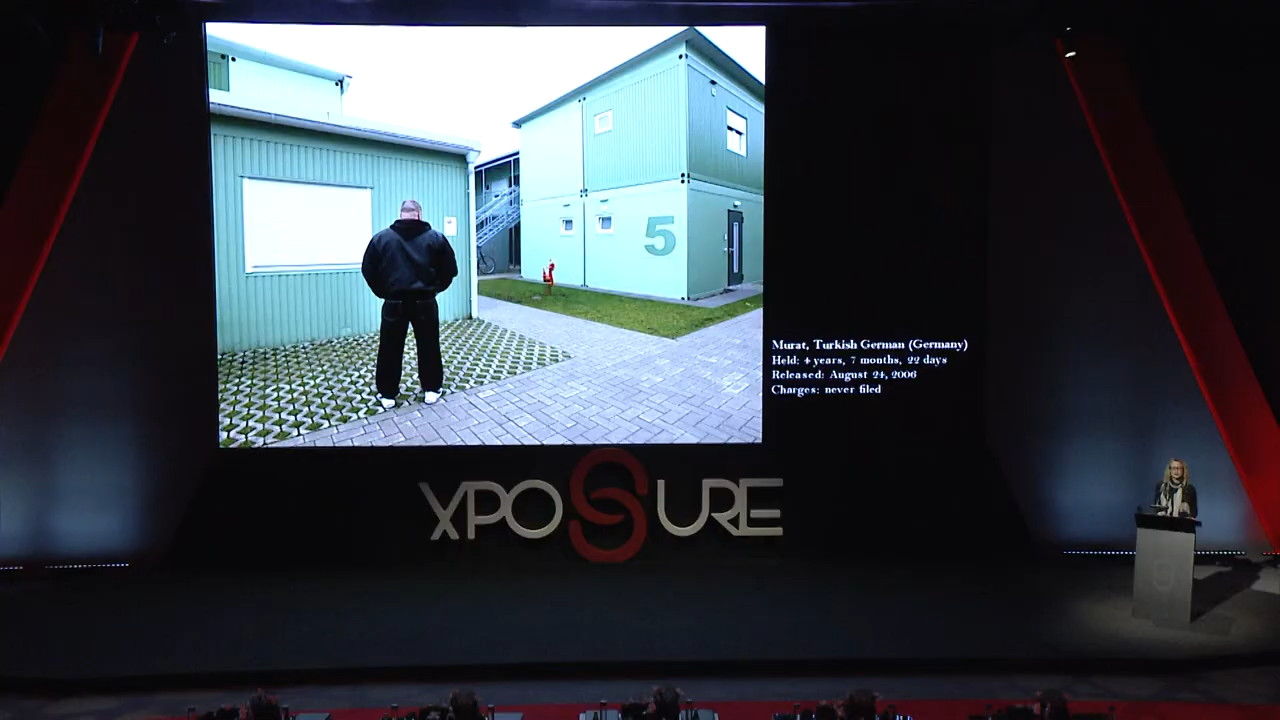 5
Murat, Turkish German (Germany)
Held: 4 years, 7 months, 22 days
Released: August 24, 2006
Charges: never filed
XPOSURE